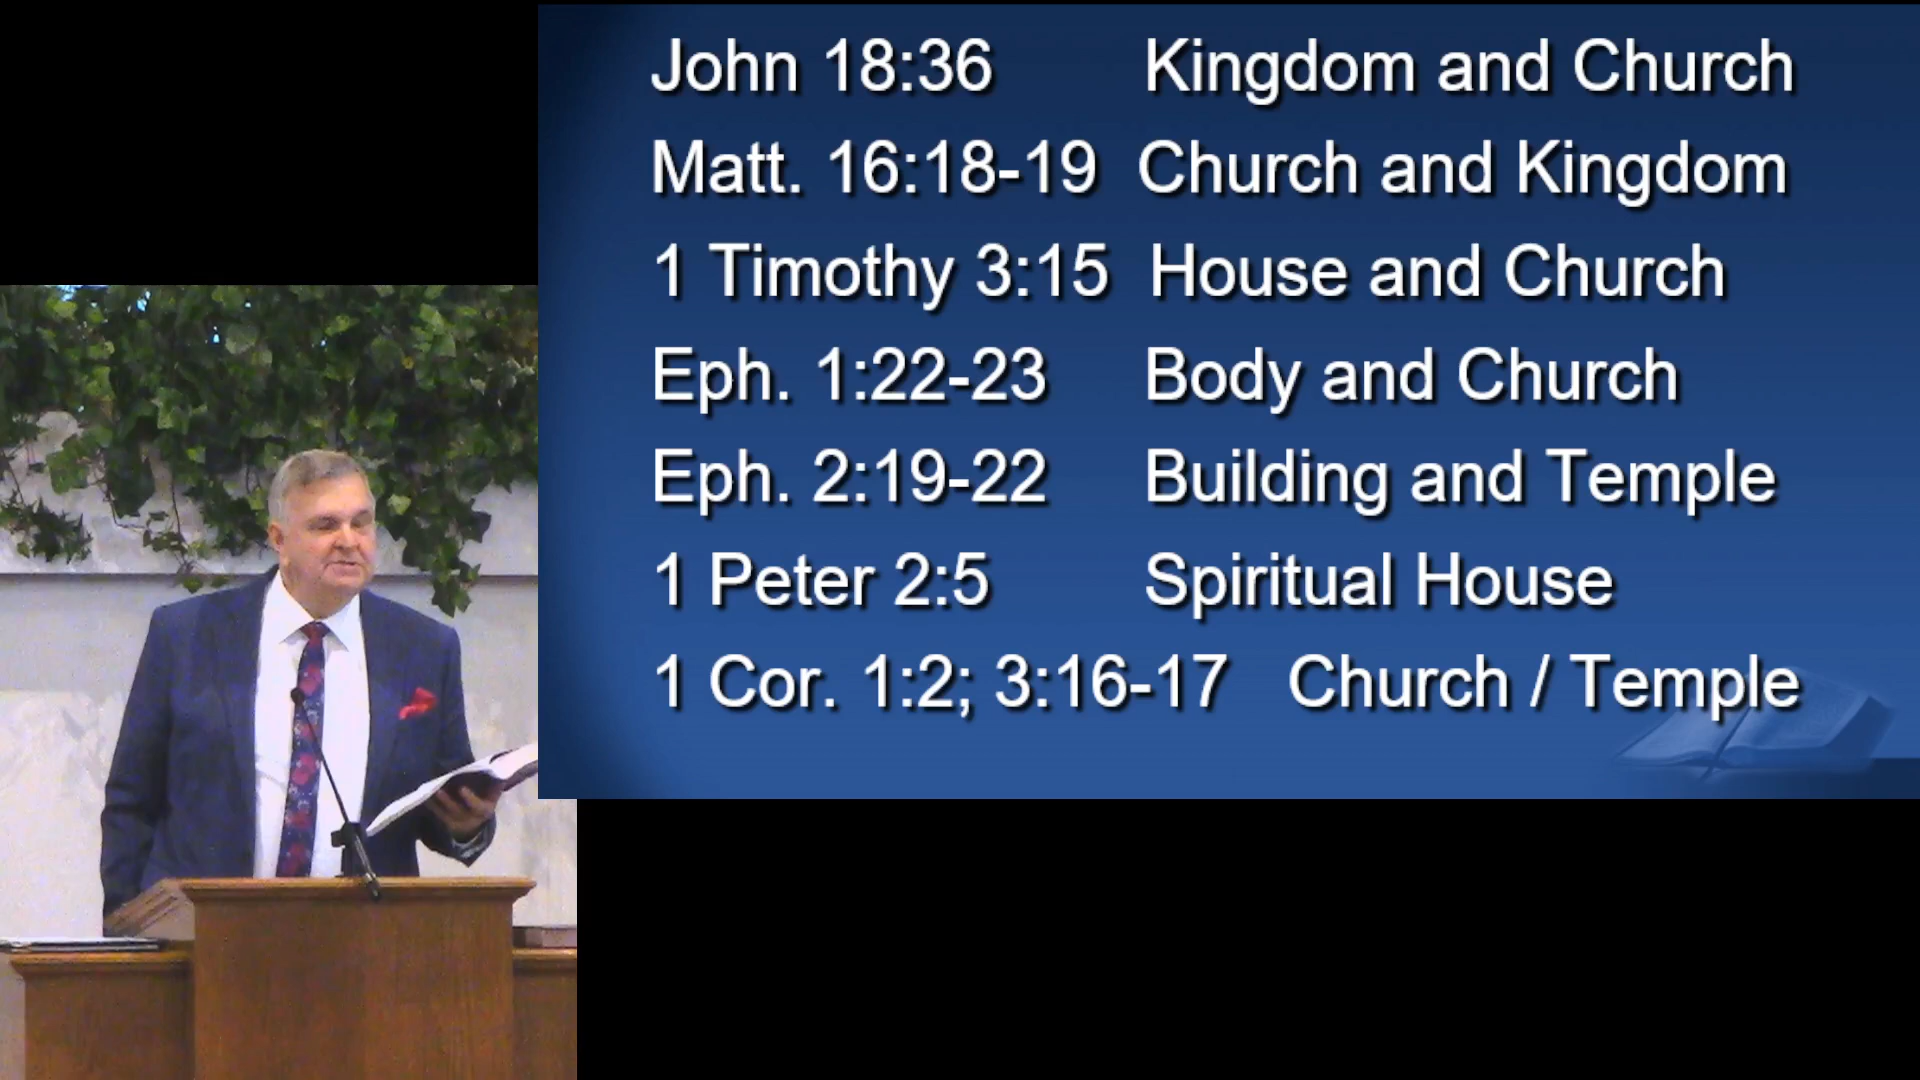 John 18:36 Kingdom and Church
Matt. 16:18-19 Church and Kingdom
1 Timothy 3:15 House and Church
Eph. 1:22-23 Body and Church
Eph. 2:19-22 Building and Temple
1 Peter 2:5 Spiritual House
1 Cor. 1:2; 3:16-17 Church / Temple